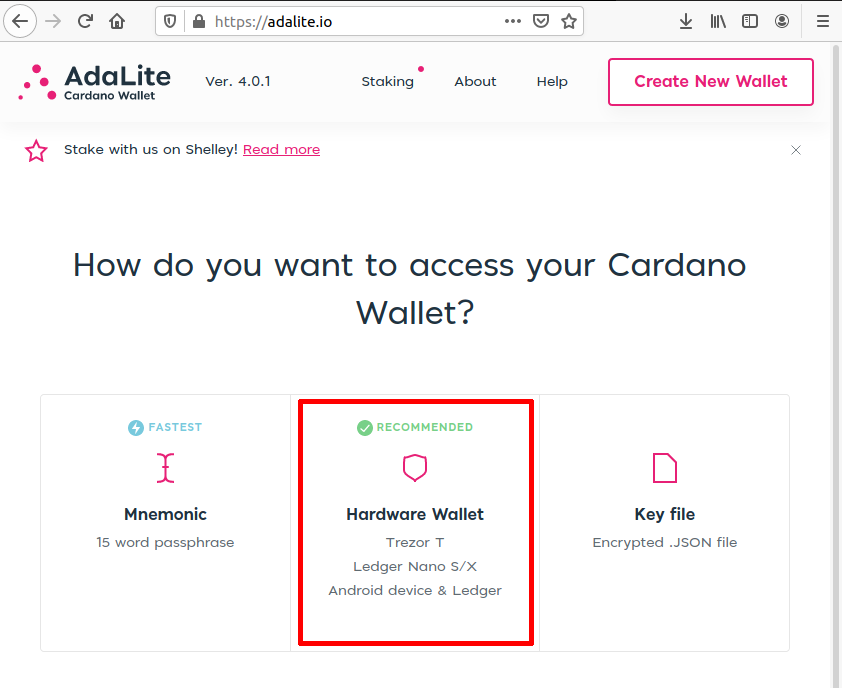 https://adalite.io
AdaLite
Cardano Wallet
Ver. 4.0.1
Staking
About
Help
Create New Wallet
Stake with us on Shelley! Read more
How do you want to access your Cardano
Wallet?
FASTEST
Mnemonic
15 word passphrase
RECOMMENDED
Hardware Wallet
Trezor T
Ledger Nano S/X
Android device & Ledger
Key file
Encrypted .JSON file